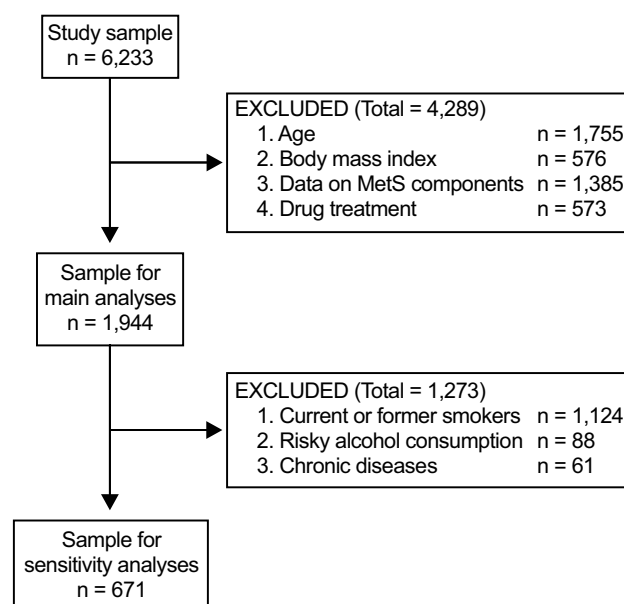 Study sample
n = 6,233
EXCLUDED (Total = 4,289)
1. Age n = 1,755
2. Body mass index n = 576
3. Data on MetS components n = 1,385
4. Drug treatment n = 573
Sample for
main analyses
n = 1,944
EXCLUDED (Total = 1,273)
1. Current or former smokers n = 1,124
2. Risky alcohol consumption n = 88
3. Chronic diseases n = 61
Sample for
sensitivity analyses
n = 671